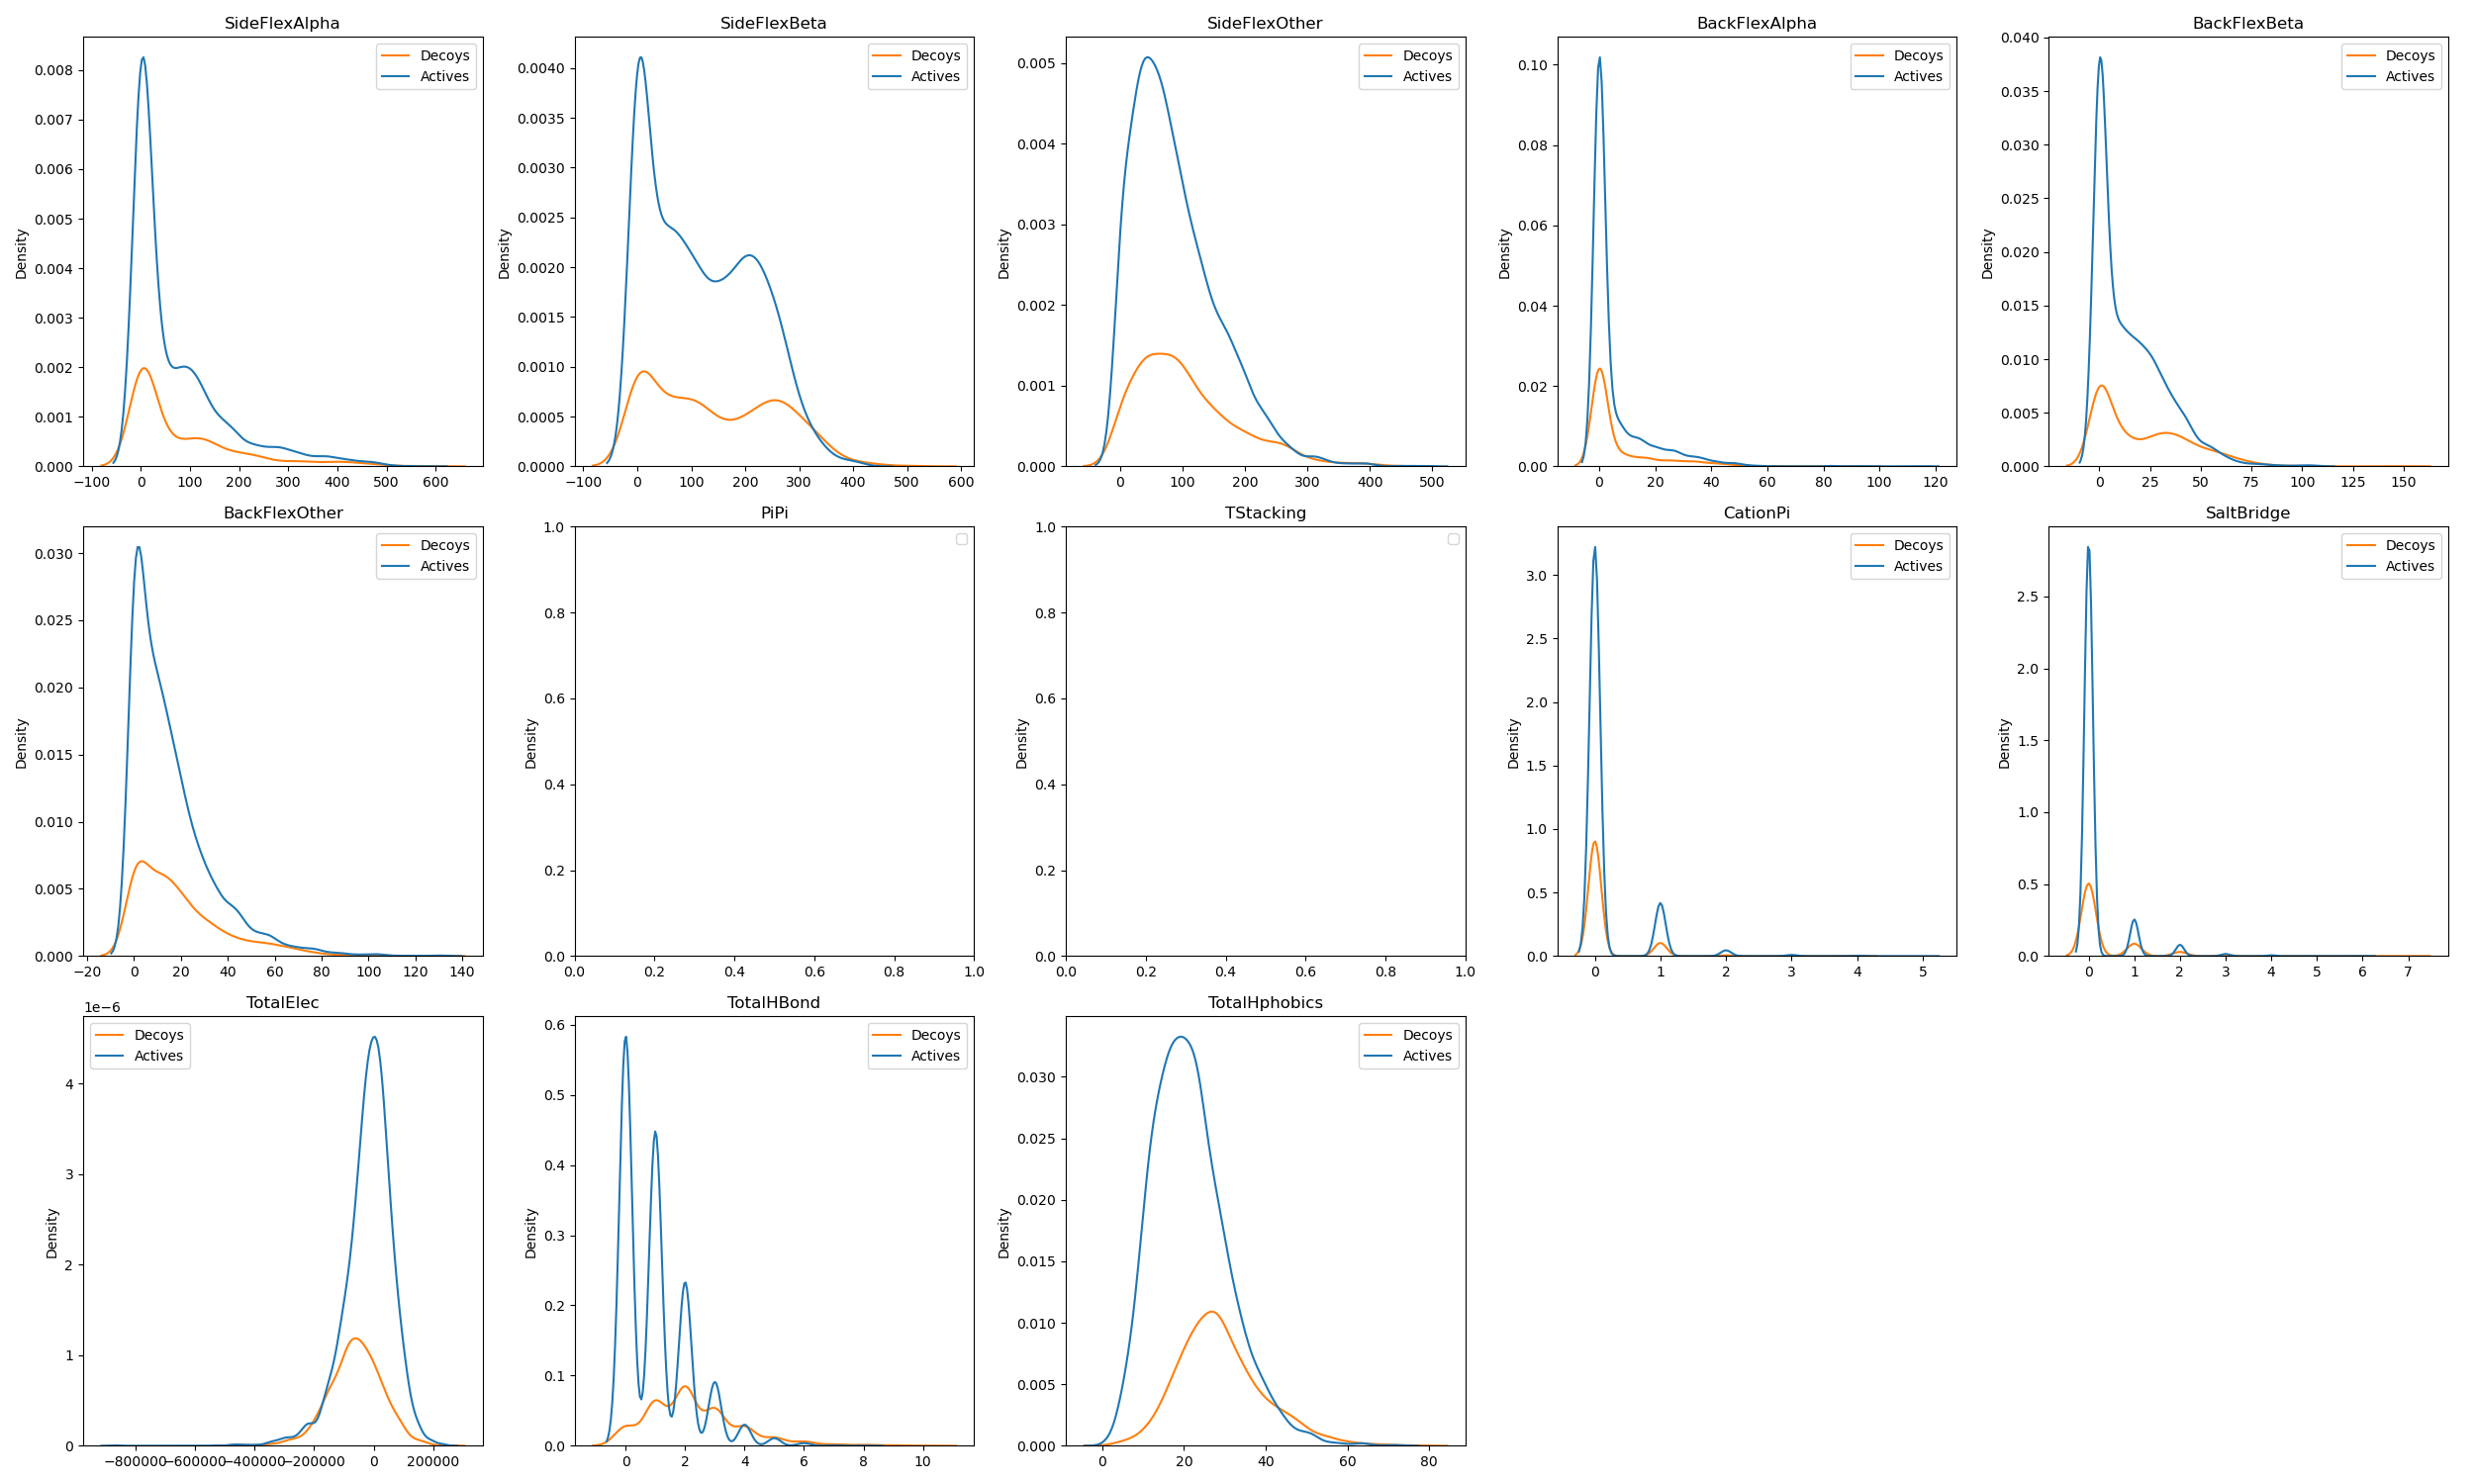 SideFlexAlpha
Density
0.008
0.007
0.006
0.005
0.004
0.003
0.002
0.001
0.000
−100 0 100 200 300 400 500 600
Decoys
Actives
SideFlexBeta
Density
0.0040
0.0035
0.0030
0.0025
0.0020
0.0015
0.0010
0.0005
0.0000
−100 0 100 200 300 400 500 600
Decoys
Actives
SideFlexOther
Density
0.005
0.004
0.003
0.002
0.001
0.000
0 100 200 300 400 500
Decoys
Actives
BackFlexAlpha
Density
0.10
0.08
0.06
0.04
0.02
0.00
0 20 40 60 80 100 120
Decoys
Actives
BackFlexBeta
Density
0.040
0.035
0.030
0.025
0.020
0.015
0.010
0.005
0.000
0 25 50 75 100 125 150
Decoys
Actives
BackFlexOther
Density
0.030
0.025
0.020
0.015
0.010
0.005
0.000
−20 0 20 40 60 80 100 120 140
Decoys
Actives
PiPi
Density
1.0
0.8
0.6
0.4
0.2
0.0
0.0 0.2 0.4 0.6 0.8 1.0
TStacking
Density
1.0
0.8
0.6
0.4
0.2
0.0
0.0 0.2 0.4 0.6 0.8 1.0
CationPi
Density
3.0
2.5
2.0
1.5
1.0
0.5
0.0
0 1 2 3 4 5
Decoys
Actives
SaltBridge
Density
2.5
2.0
1.5
1.0
0.5
0.0
0 1 2 3 4 5 6 7
Decoys
Actives
TotalElec
1e−6
Density
4
3
2
1
0
−800000 −600000 −400000 −200000 0 200000
Decoys
Actives
TotalHBond
Density
0.6
0.5
0.4
0.3
0.2
0.1
0.0
0 2 4 6 8 10
Decoys
Actives
TotalHphobics
Density
0.030
0.025
0.020
0.015
0.010
0.005
0.000
0 20 40 60 80
Decoys
Actives